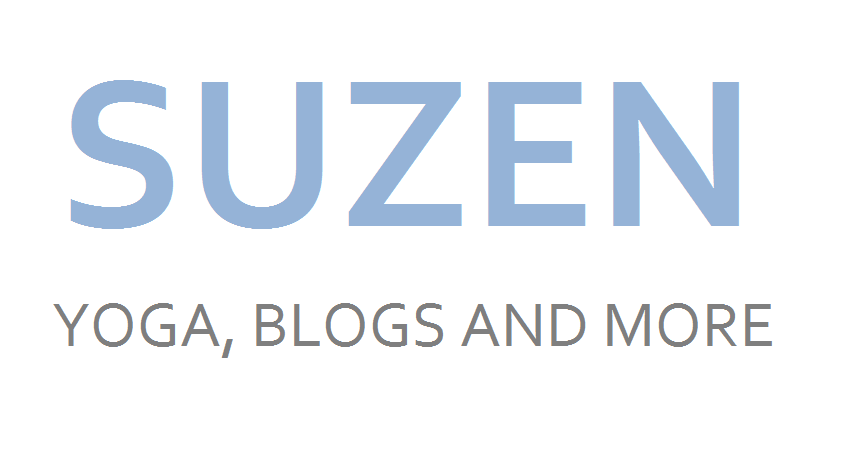 SUZEN
YOGA, BLOGS AND MORE